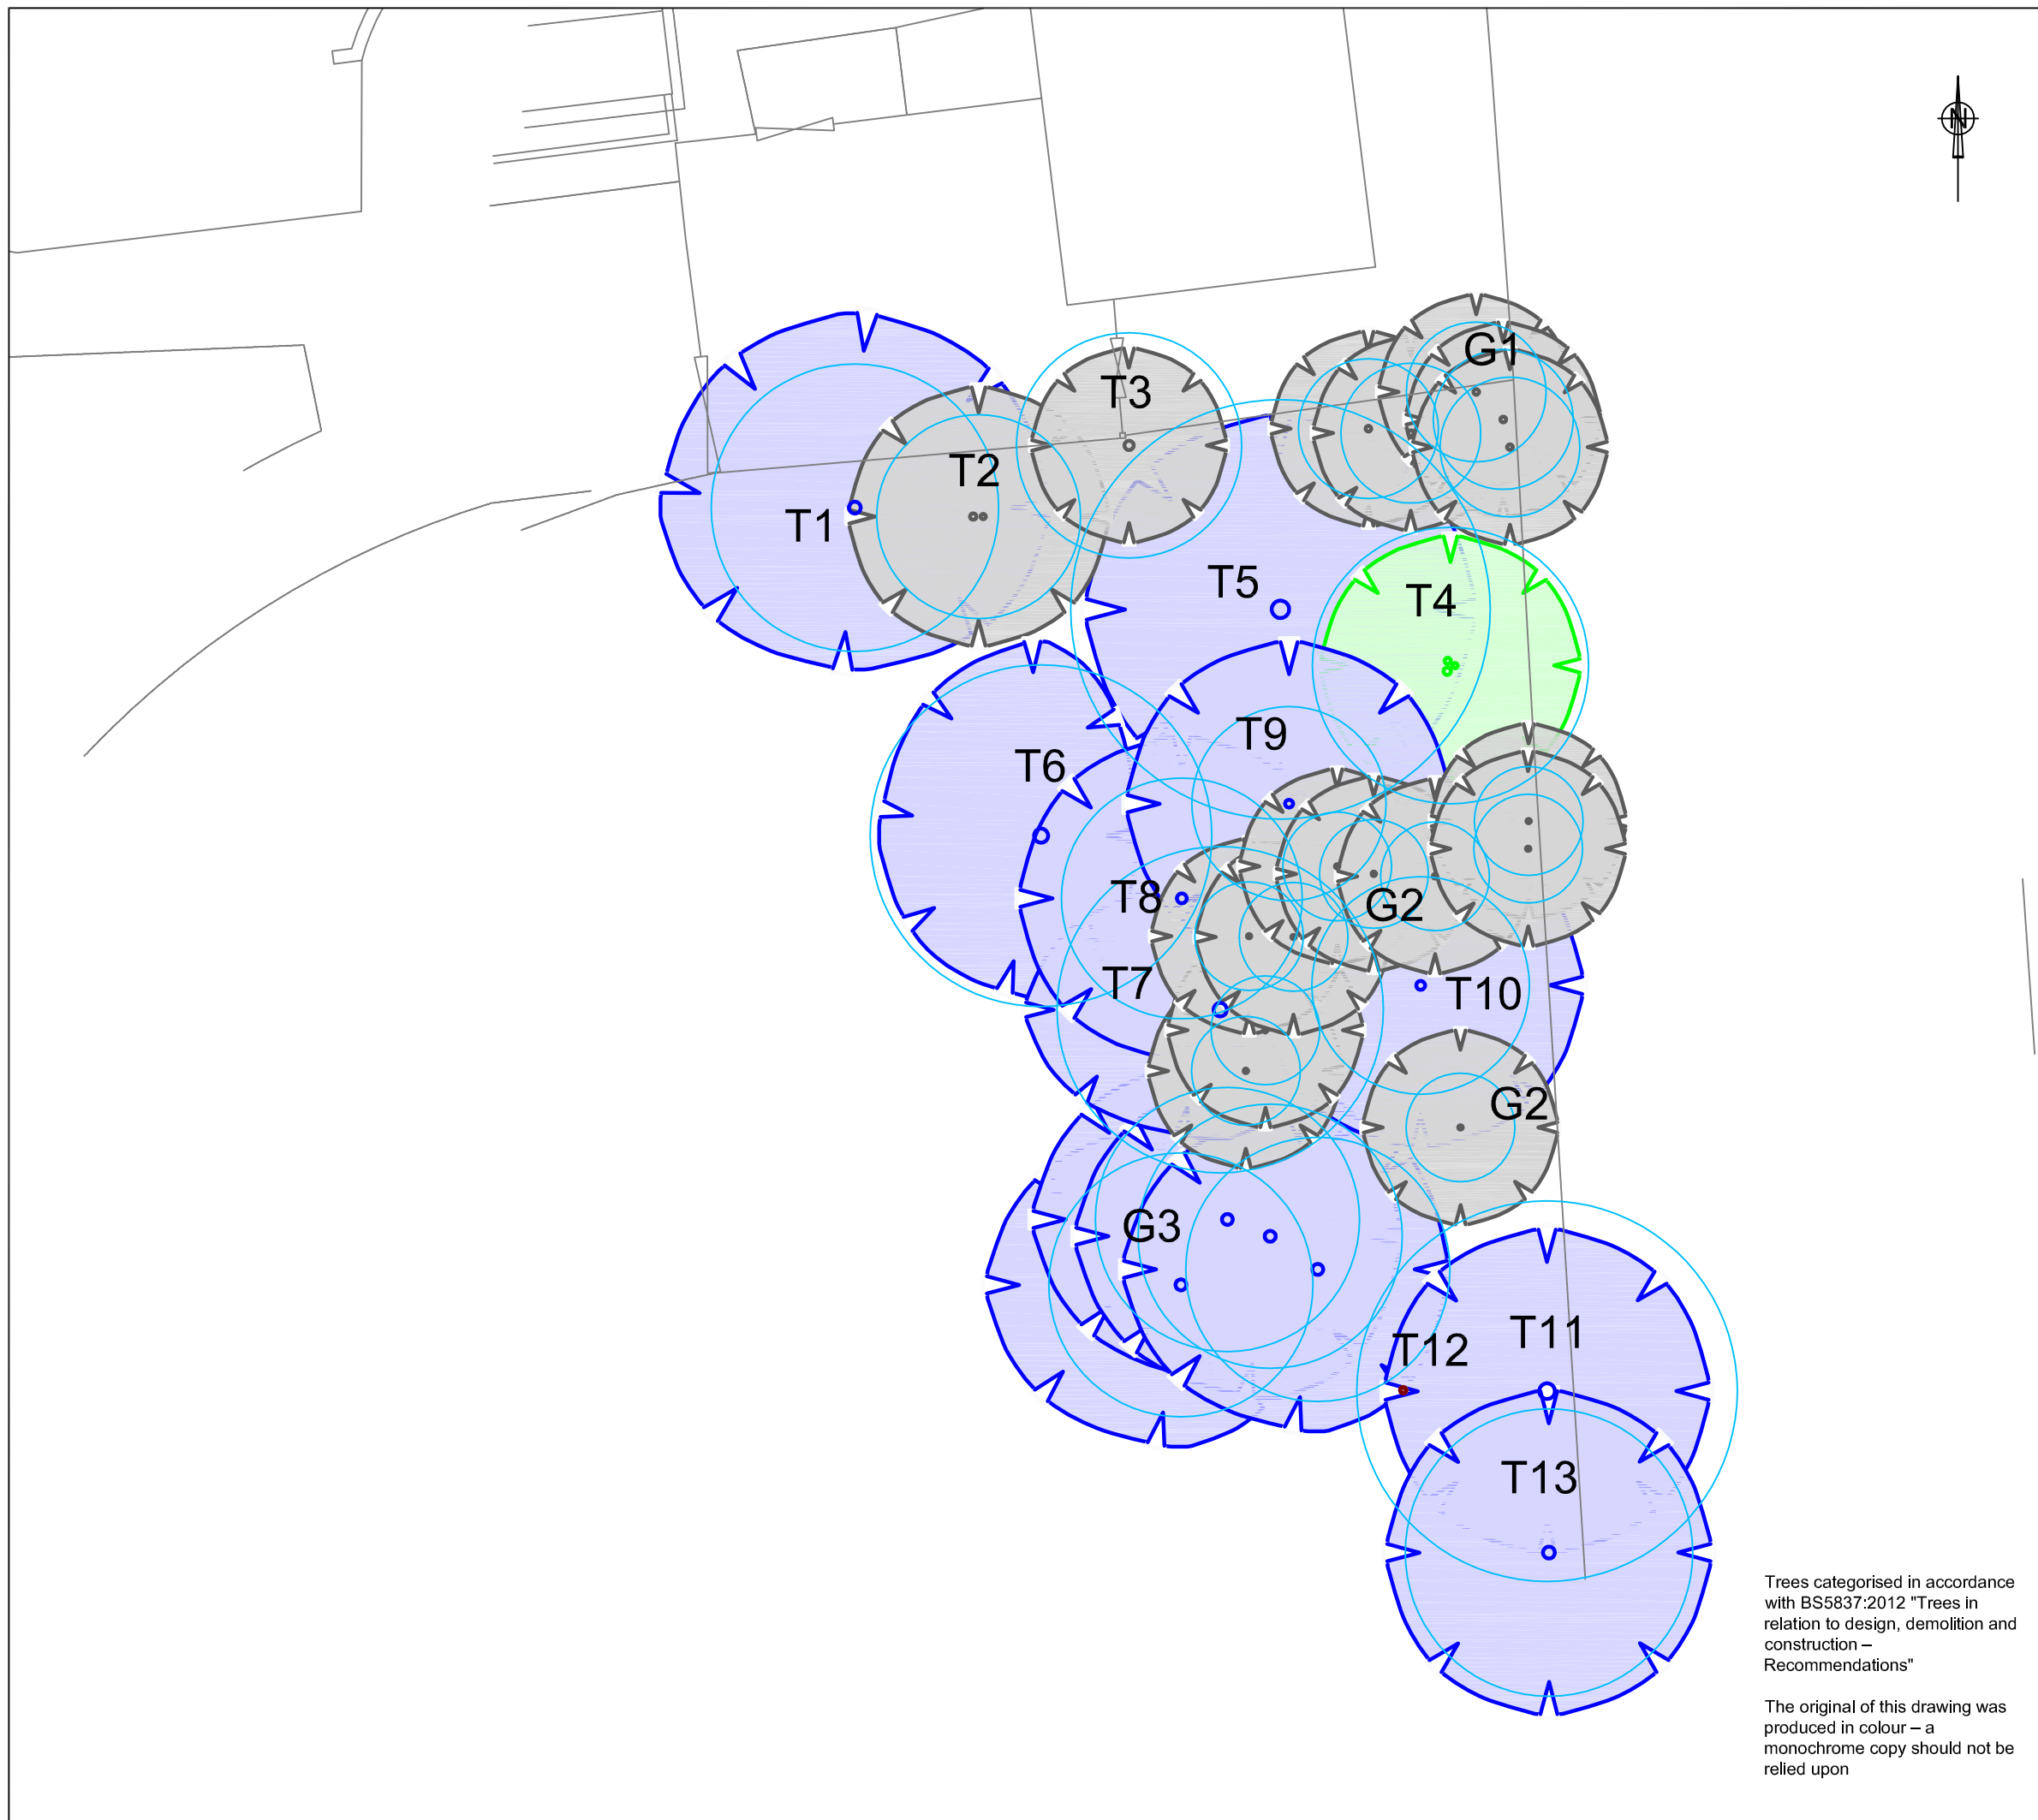 N
G1
T3
T2
T1
T5
T4
T9
T6
T8
G2
T7
T10
G2
G3
T11
T12
T13
Trees categorised in accordance
with BS5837:2012 "Trees in
relation to design, demolition and
construction –
Recommendations"
The original of this drawing was
produced in colour – a
monochrome copy should not be
relied upon